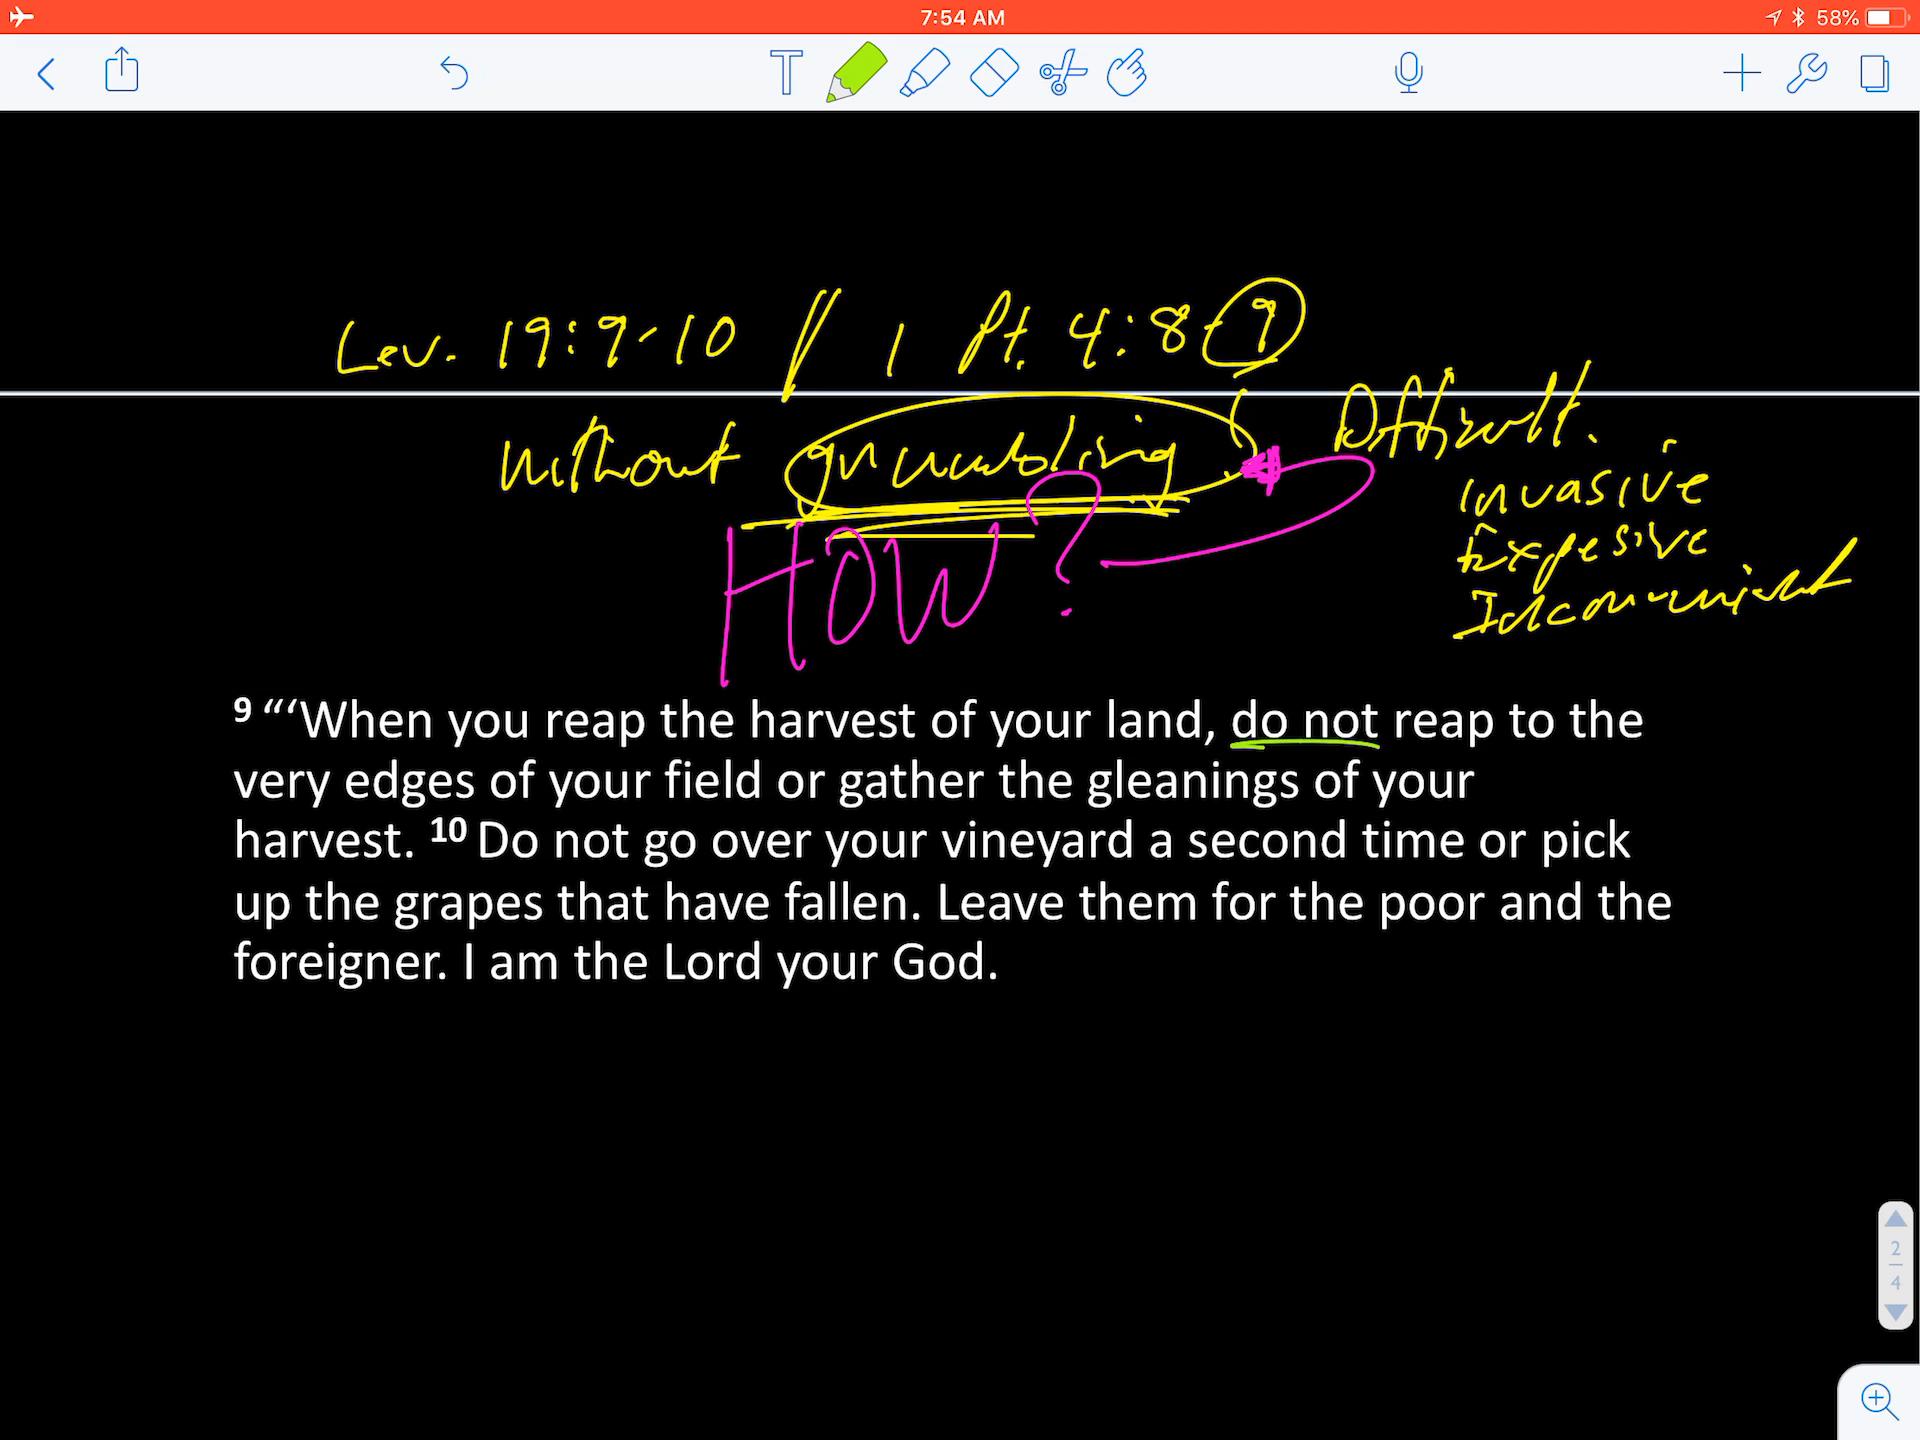 7:54 AM
58%
T
Lev. 19:9-10 // 1 Pt. 4:8-9
without grumbling
Difficult.
invasive
Expesive
Inconvenient
HOW?
9 “‘When you reap the harvest of your land, do not reap to the
very edges of your field or gather the gleanings of your
harvest. 10 Do not go over your vineyard a second time or pick
up the grapes that have fallen. Leave them for the poor and the
foreigner. I am the Lord your God.
2
4